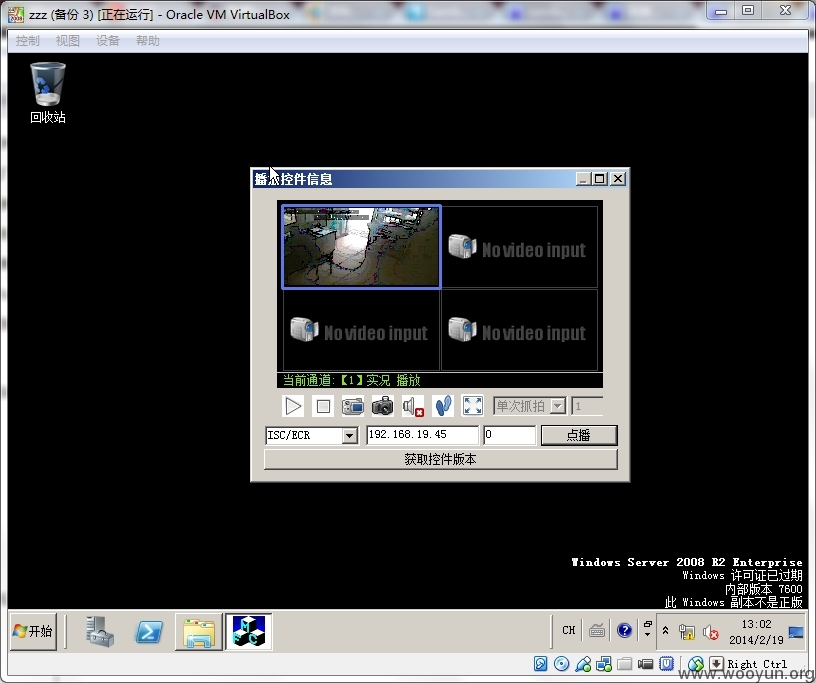 zzz (备份 3) [正在运行] - Oracle VM VirtualBox
控制 视图 设备 帮助
回收站
控件信息
No video input
No video input
No video input
当前通道:【1】实况 播放
单次抓拍 1
ISC/ECR 192.168.19.45 0 点播
获取控件版本
Windows Server 2008 R2 Enterprise
Windows 许可证已过期
内部版本 7600
此 Windows 副本不是正版
开始 CH 13:02
2014/2/19
Right Ctrl
www.wooyun.org